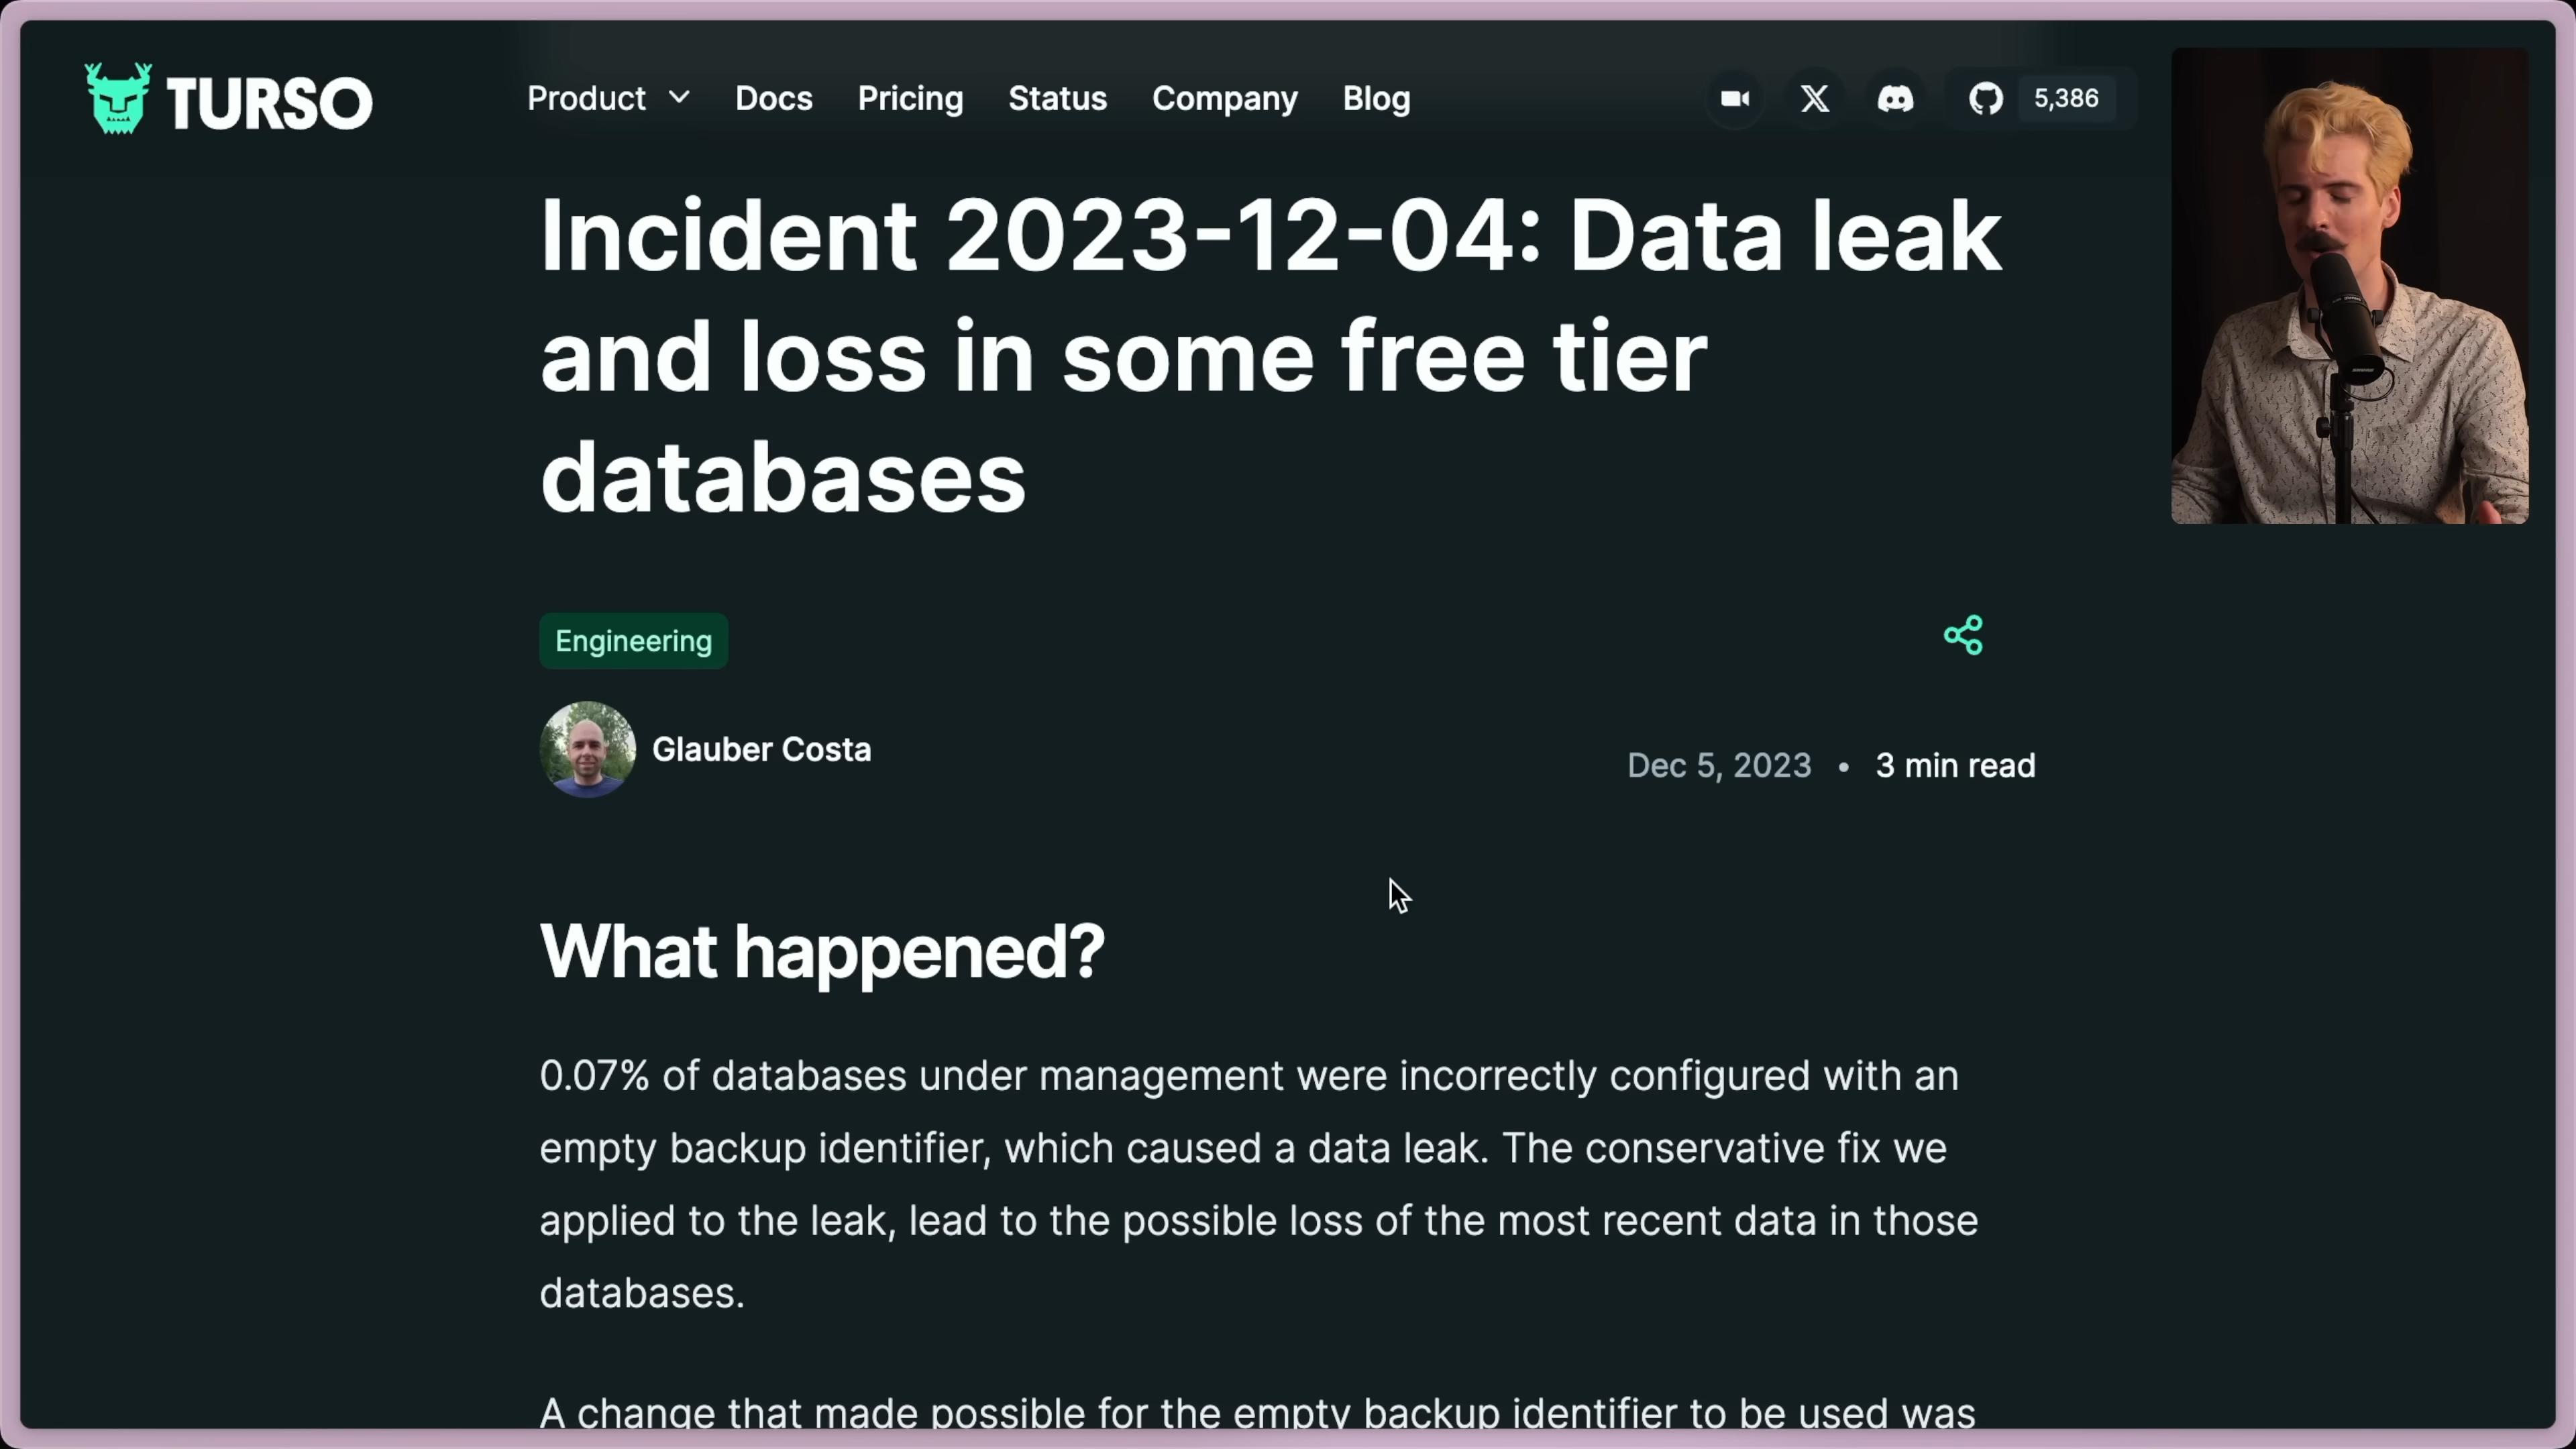 TURSO
Product Docs Pricing Status Company Blog
5,386
Incident 2023-12-04: Data leak
and loss in some free tier
databases
Engineering
Glauber Costa
Dec 5, 2023 • 3 min read
What happened?
0.07% of databases under management were incorrectly configured with an
empty backup identifier, which caused a data leak. The conservative fix we
applied to the leak, lead to the possible loss of the most recent data in those
databases.
A change that made possible for the empty backup identifier to be used was